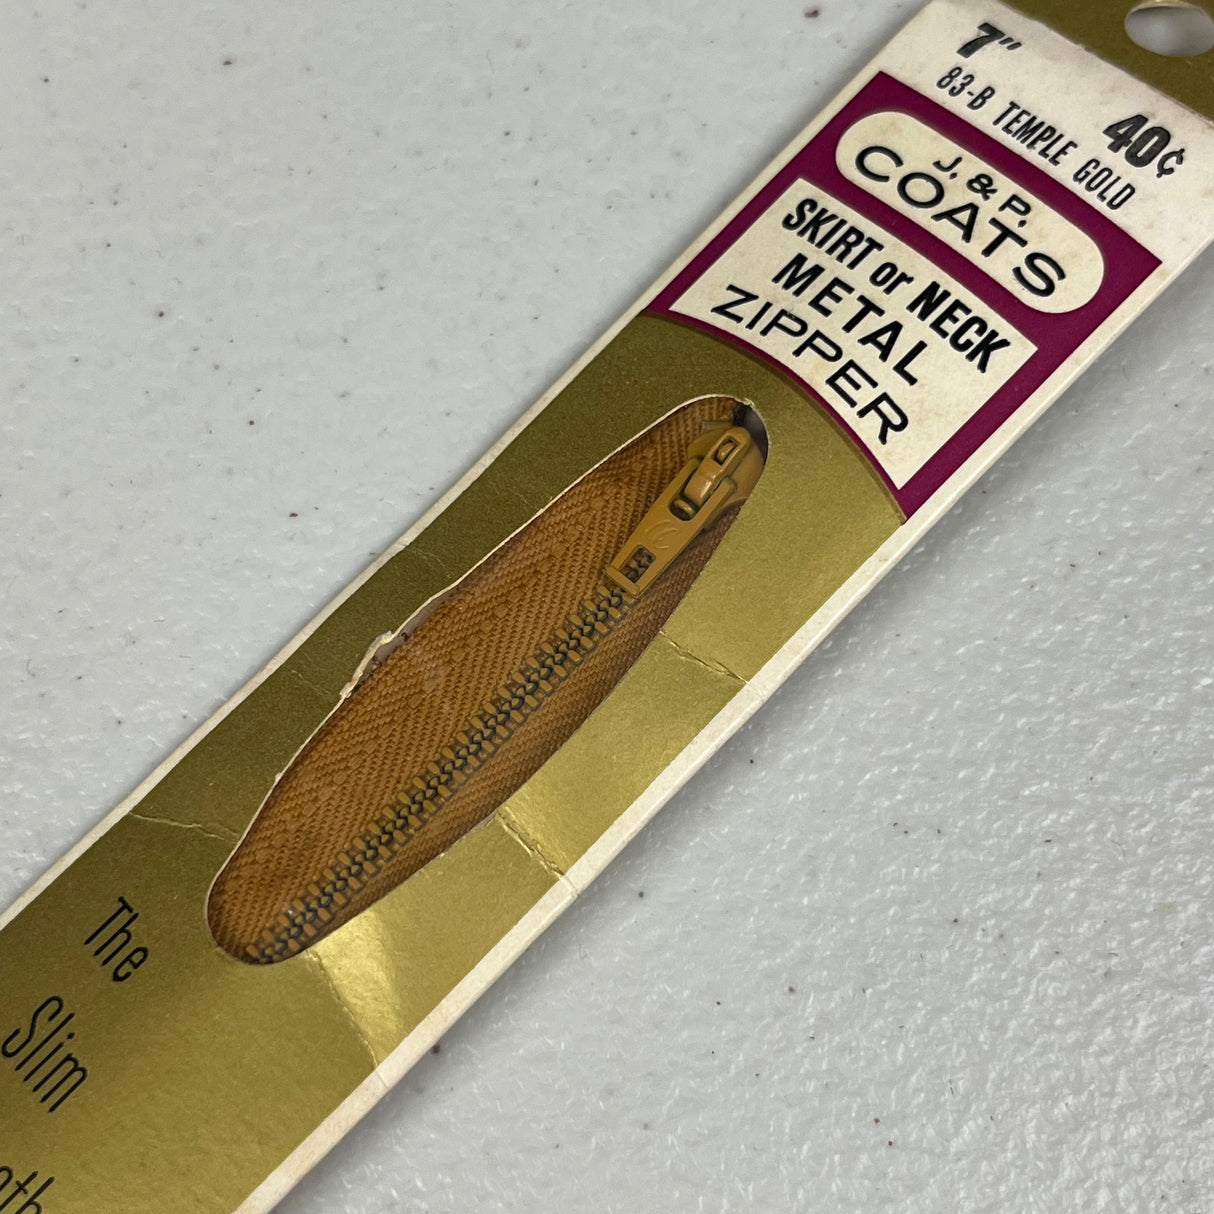 7"
83-B TEMPLE GOLD
40¢
J. & P.
COATS
SKIRT or NECK
METAL
ZIPPER
The
Slim